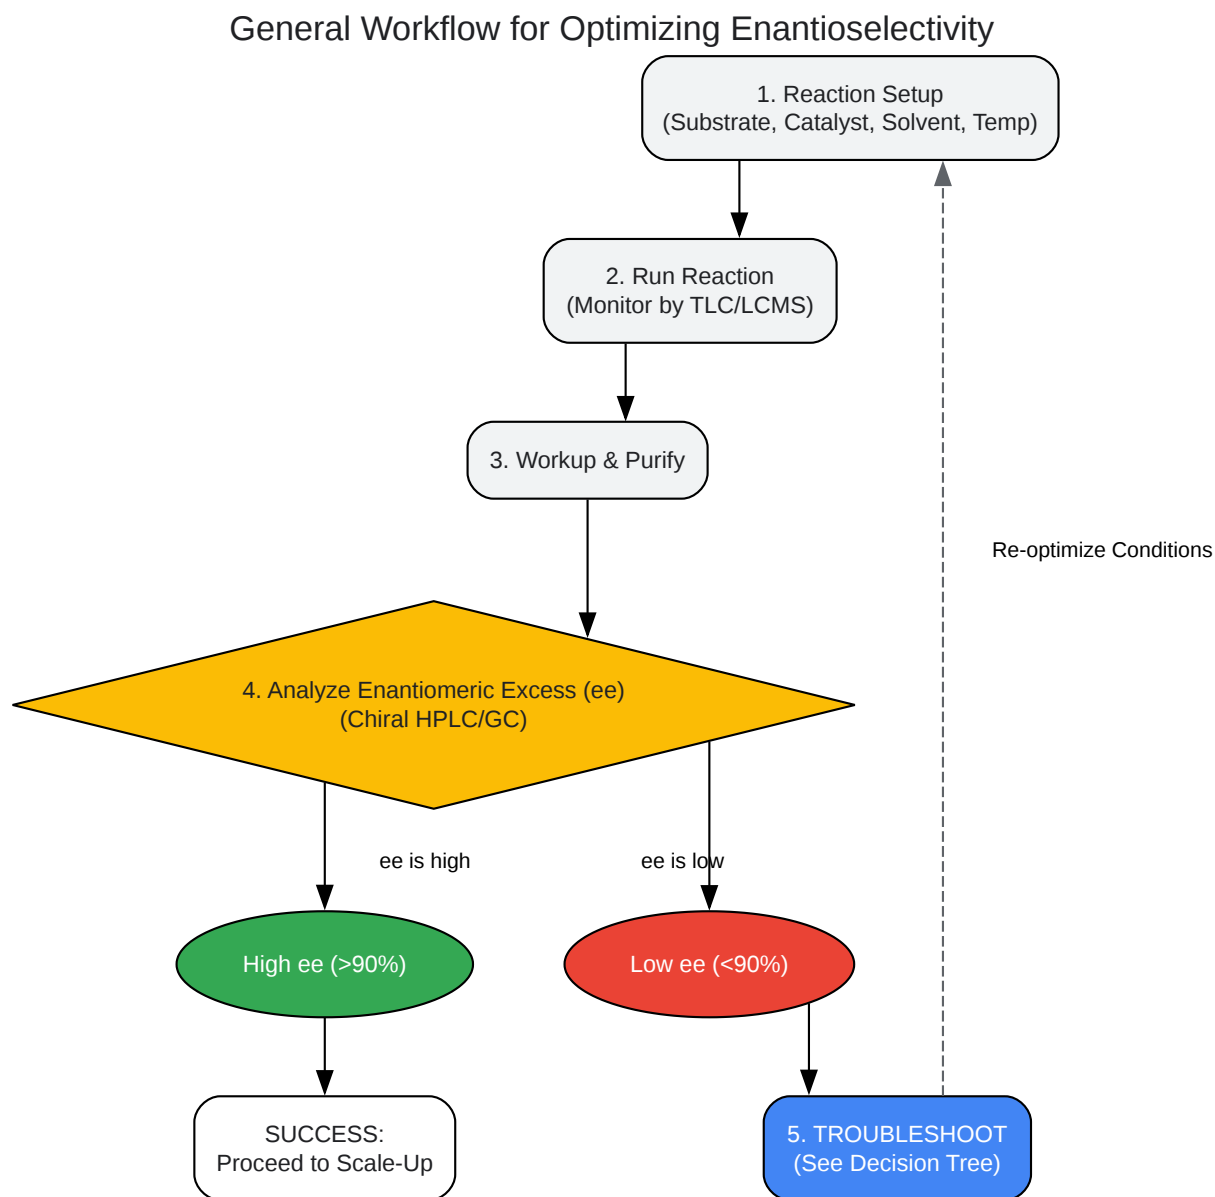 General Workflow for Optimizing Enantioselectivity
1. Reaction Setup
(Substrate, Catalyst, Solvent, Temp)
2. Run Reaction
(Monitor by TLC/LCMS)
3. Workup & Purify
Re-optimize Conditions
4. Analyze Enantiomeric Excess (ee)
(Chiral HPLC/GC)
ee is high
ee is low
High ee (>90%)
Low ee (<90%)
SUCCESS:
Proceed to Scale-Up
5. TROUBLESHOOT
(See Decision Tree)